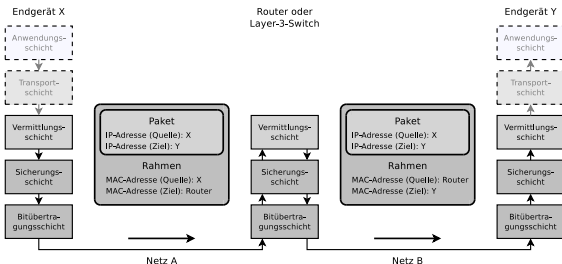 Endgerät X
Anwendungs-
schicht
Transport-
schicht
Vermittlungs-
schicht
Sicherungs-
schicht
Bitübertra-
gungsschicht
Paket
IP-Adresse (Quelle): X
IP-Adresse (Ziel): Y
Rahmen
MAC-Adresse (Quelle): X
MAC-Adresse (Ziel): Router
Netz A
Router oder
Layer-3-Switch
Vermittlungs-
schicht
Sicherungs-
schicht
Bitübertra-
gungsschicht
Paket
IP-Adresse (Quelle): X
IP-Adresse (Ziel): Y
Rahmen
MAC-Adresse (Quelle): Router
MAC-Adresse (Ziel): Y
Netz B
Endgerät Y
Anwendungs-
schicht
Transport-
schicht
Vermittlungs-
schicht
Sicherungs-
schicht
Bitübertra-
gungsschicht